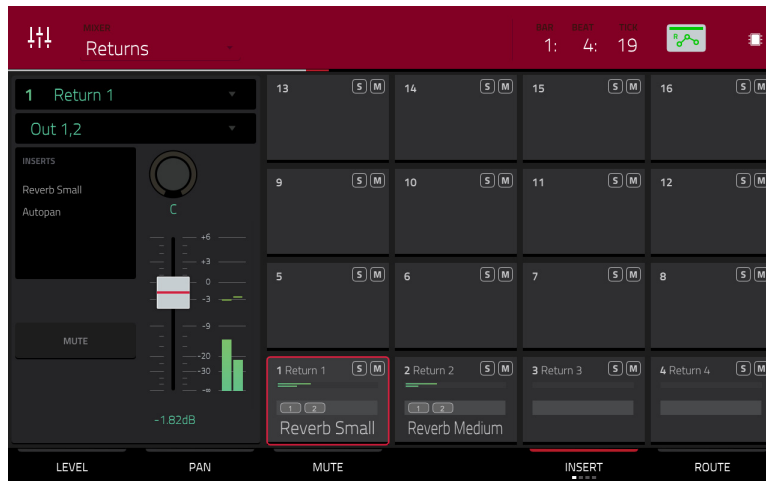 MIXER
Returns
BAR BEAT TICK
1: 4: 19
R
1 Return 1
Out 1,2
INSERTS
Reverb Small
Autopan
C
+6
+3
0
-3
-9
-20
-30
-∞
MUTE
-1.82dB
13 S M
14 S M
15 S M
16 S M
9 S M
10 S M
11 S M
12 S M
5 S M
6 S M
7 S M
8 S M
1 Return 1 S M
2 Return 2 S M
3 Return 3 S M
4 Return 4 S M
1 2
1 2
Reverb Small
Reverb Medium
LEVEL
PAN
MUTE
INSERT
ROUTE